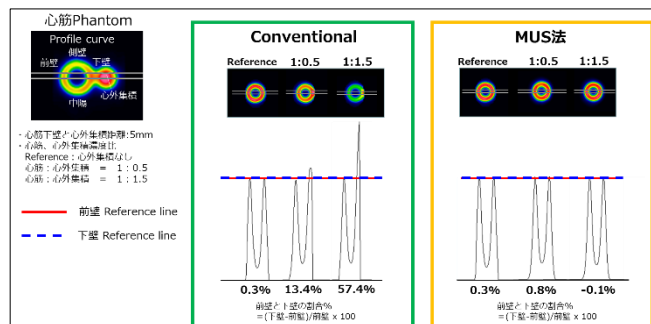 心筋Phantom
Profile curve
側壁
前壁
下壁
心外集積
中隔
・心筋下壁と心外集積距離:5mm
・心筋、心外集積濃度比
Reference:心外集積なし
心筋:心外集積 = 1:0.5
心筋:心外集積 = 1:1.5
前壁 Reference line
下壁 Reference line
Conventional
Reference 1:0.5 1:1.5
0.3% 13.4% 57.4%
前壁と下壁の割合%
=(下壁-前壁)/前壁 x 100
MUS法
Reference 1:0.5 1:1.5
0.3% 0.8% -0.1%
前壁と下壁の割合%
=(下壁-前壁)/前壁 x 100